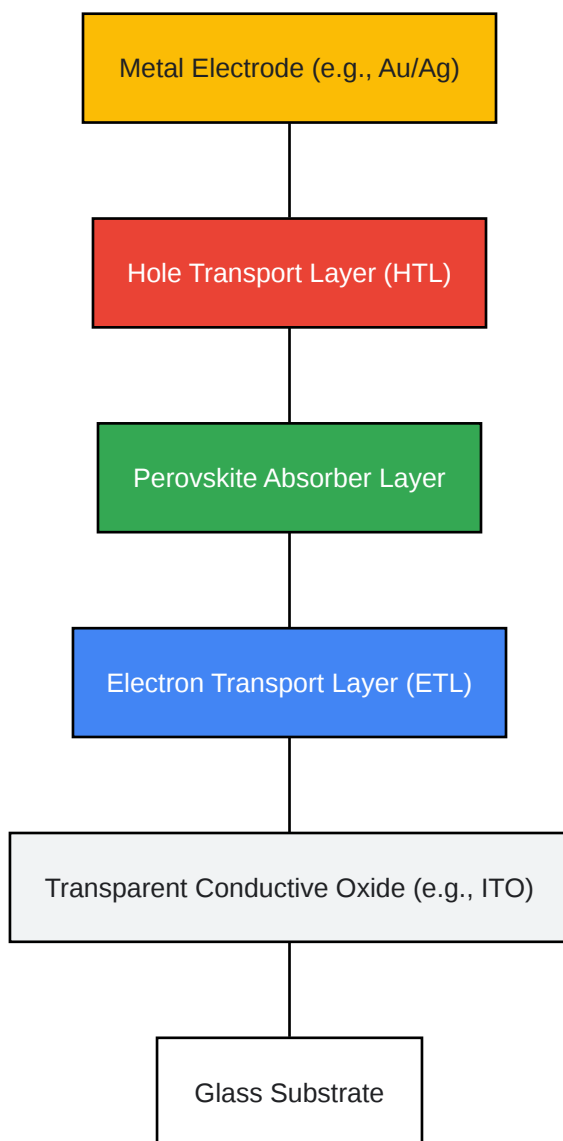 Metal Electrode (e.g., Au/Ag)
Hole Transport Layer (HTL)
Perovskite Absorber Layer
Electron Transport Layer (ETL)
Transparent Conductive Oxide (e.g., ITO)
Glass Substrate